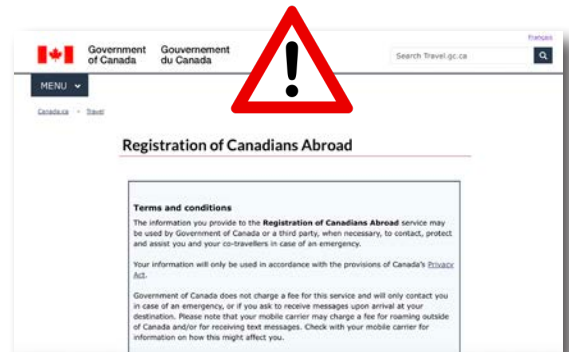 Français
Government of Canada
Gouvernement du Canada
Search Travel.gc.ca
MENU
Canada.ca
Travel
Registration of Canadians Abroad
Terms and conditions
The information you provide to the Registration of Canadians Abroad service may
be used by Government of Canada or a third party, when necessary, to contact, protect
and assist you and your co-travellers in case of an emergency.
Your information will only be used in accordance with the provisions of Canada's Privacy
Act.
Government of Canada does not charge a fee for this service and will only contact you
in case of an emergency, or if you ask to receive messages upon arrival at your
destination. Please note that your mobile carrier may charge a fee for roaming outside
of Canada and/or for receiving text messages. Check with your mobile carrier for
information on how this might affect you.